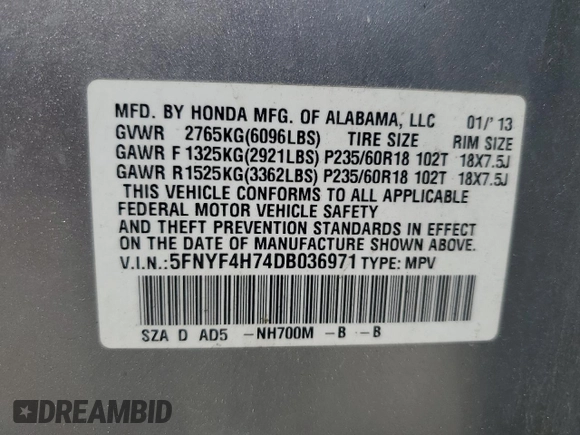 MFD. BY HONDA MFG. OF ALABAMA, LLC 01/'13
GVWR 2765KG(6096LBS) TIRE SIZE RIM SIZE
GAWR F 1325KG(2921LBS) P235/60R18 102T 18X7.5J
GAWR R1525KG(3362LBS) P235/60R18 102T 18X7.5J
THIS VEHICLE CONFORMS TO ALL APPLICABLE
FEDERAL MOTOR VEHICLE SAFETY
AND THEFT PREVENTION STANDARDS IN EFFECT
ON THE DATE OF MANUFACTURE SHOWN ABOVE.
V.I.N.:5FNYF4H74DB036971 TYPE: MPV
SZA D AD5 -NH700M -B -B
DREAMBID